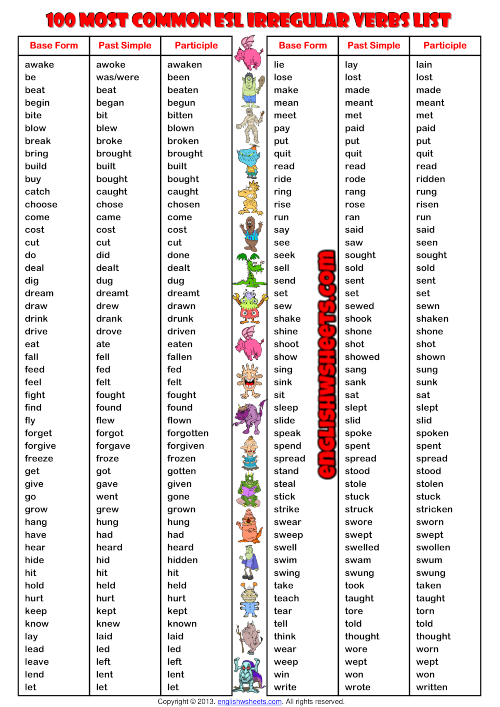 100 MOST COMMON ESL IRREGULAR VERBS LIST
Base Form Past Simple Participle
awake awoke awaken
be was/were been
beat beat beaten
begin began begun
bite bit bitten
blow blew blown
break broke broken
bring brought brought
build built built
buy bought bought
catch caught caught
choose chose chosen
come came come
cost cost cost
cut cut cut
do did done
deal dealt dealt
dig dug dug
dream dreamt dreamt
draw drew drawn
drink drank drunk
drive drove driven
eat ate eaten
fall fell fallen
feed fed fed
feel felt felt
fight fought fought
find found found
fly flew flown
forget forgot forgotten
forgive forgave forgiven
freeze froze frozen
get got gotten
give gave given
go went gone
grow grew grown
hang hung hung
have had had
hear heard heard
hide hid hidden
hit hit hit
hold held held
hurt hurt hurt
keep kept kept
know knew known
lay laid laid
lead led led
leave left left
lend lent lent
let let let
Base Form Past Simple Participle
lie lay lain
lose lost lost
make made made
mean meant meant
meet met met
pay paid paid
put put put
quit quit quit
read read read
ride rode ridden
ring rang rung
rise rose risen
run ran run
say said said
see saw seen
seek sought sought
sell sold sold
send sent sent
set set set
sew sewed sewn
shake shook shaken
shine shone shone
shoot shot shot
show showed shown
sing sang sung
sink sank sunk
sit sat sat
sleep slept slept
slide slid slid
speak spoke spoken
spend spent spent
spread spread spread
stand stood stood
steal stole stolen
stick stuck stuck
strike struck stricken
swear swore sworn
sweep swept swept
swell swelled swollen
swim swam swum
swing swung swung
take took taken
teach taught taught
tear tore torn
tell told told
think thought thought
wear wore worn
weep wept wept
win won won
write wrote written
ENGLISHWSHEETS.COM
Copyright © 2013. englishwsheets.com. All rights reserved.